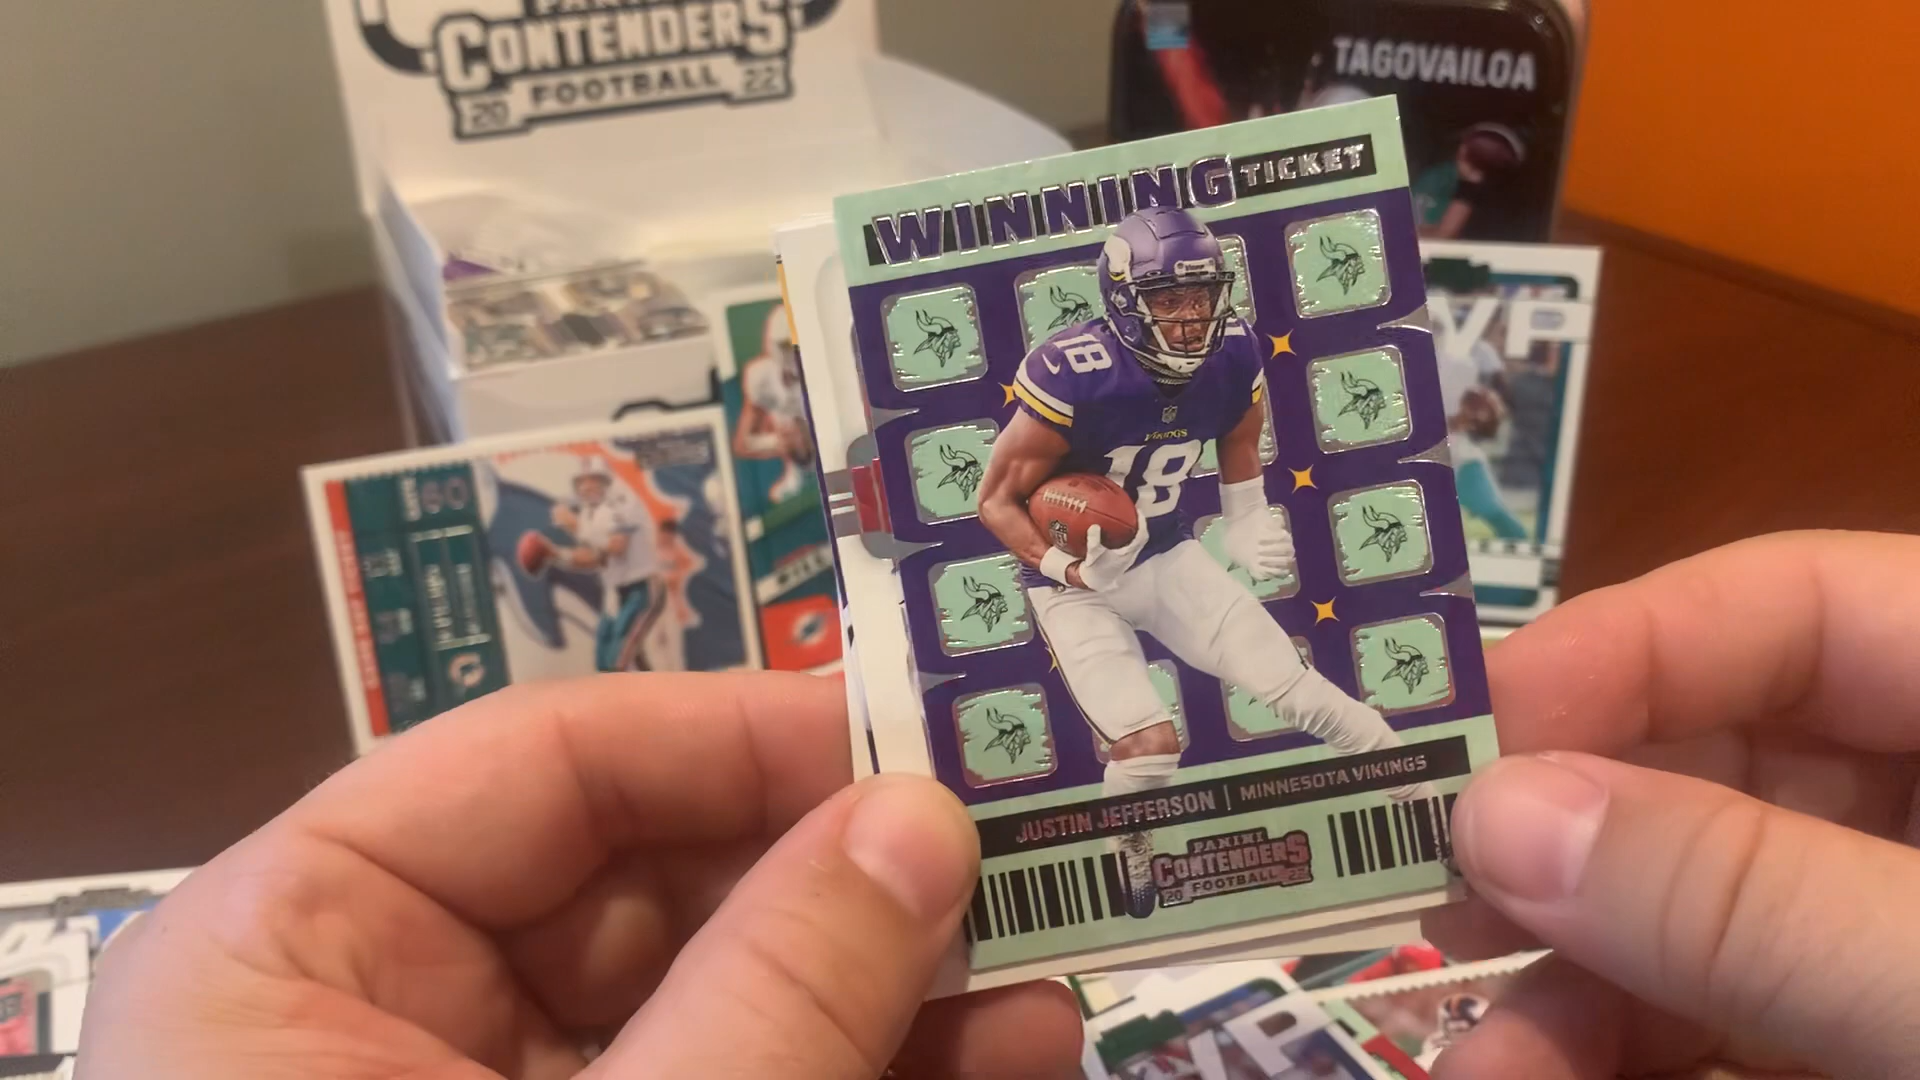 PANINI
CONTENDERS
20 FOOTBALL 22
TAGOVAILOA
WINNING TICKET
18
VIKINGS
18
JUSTIN JEFFERSON | MINNESOTA VIKINGS
PANINI
CONTENDERS
20 FOOTBALL 22